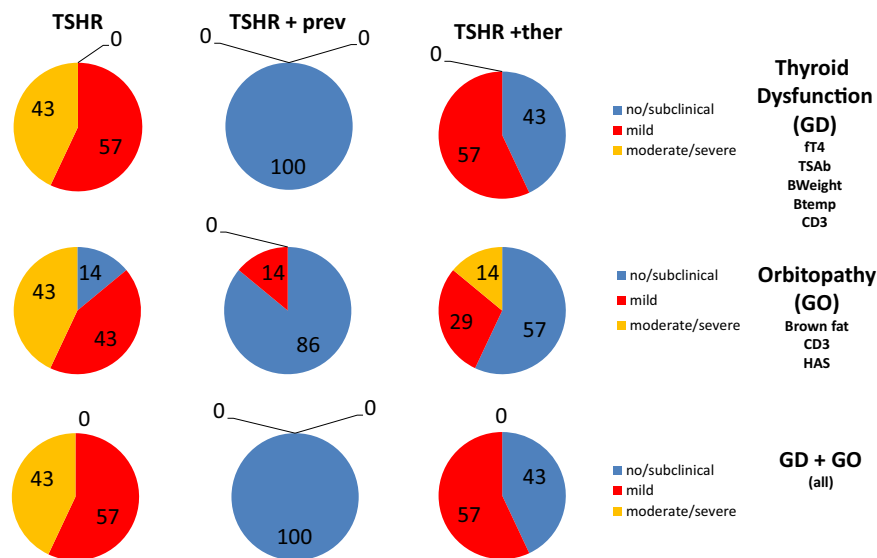 TSHR
TSHR + prev
TSHR +ther
0
43
57
0
0
100
0
43
57
no/subclinical
mild
moderate/severe
Thyroid
Dysfunction
(GD)
fT4
TSAb
BWeight
Btemp
CD3
14
43
43
0
14
86
14
29
57
no/subclinical
mild
moderate/severe
Orbitopathy
(GO)
Brown fat
CD3
HAS
0
43
57
0
0
100
0
43
57
no/subclinical
mild
moderate/severe
GD + GO
(all)